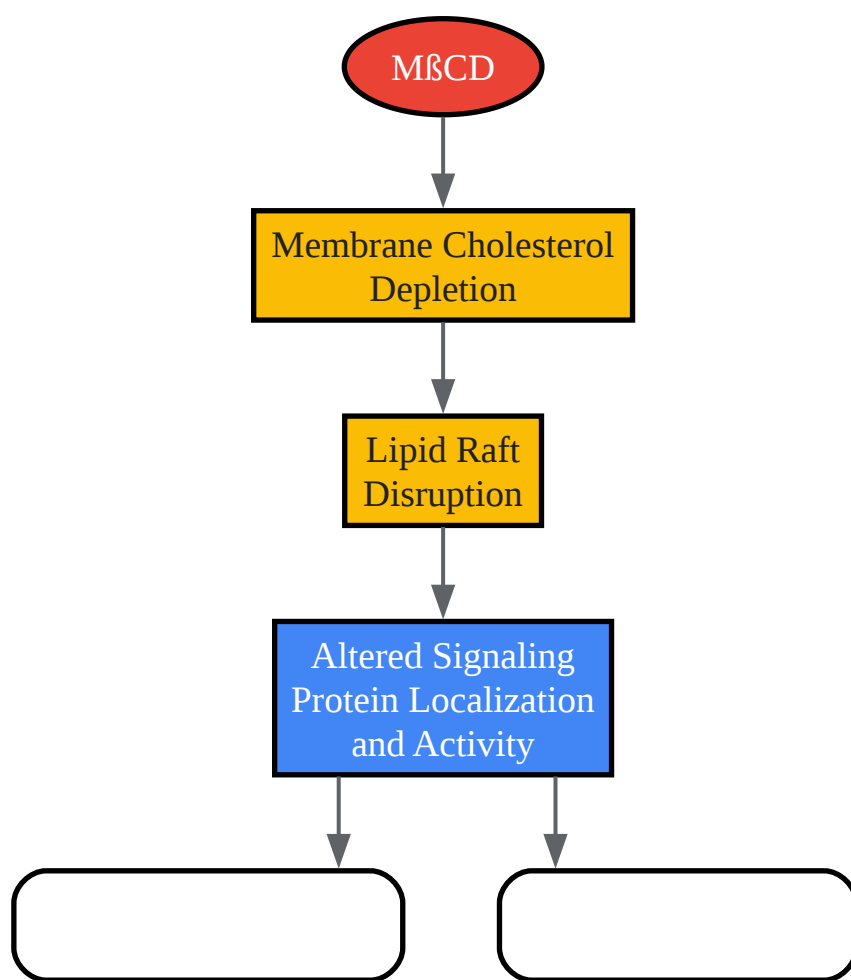 MßCD
Membrane Cholesterol
Depletion
Lipid Raft
Disruption
Altered Signaling
Protein Localization
and Activity